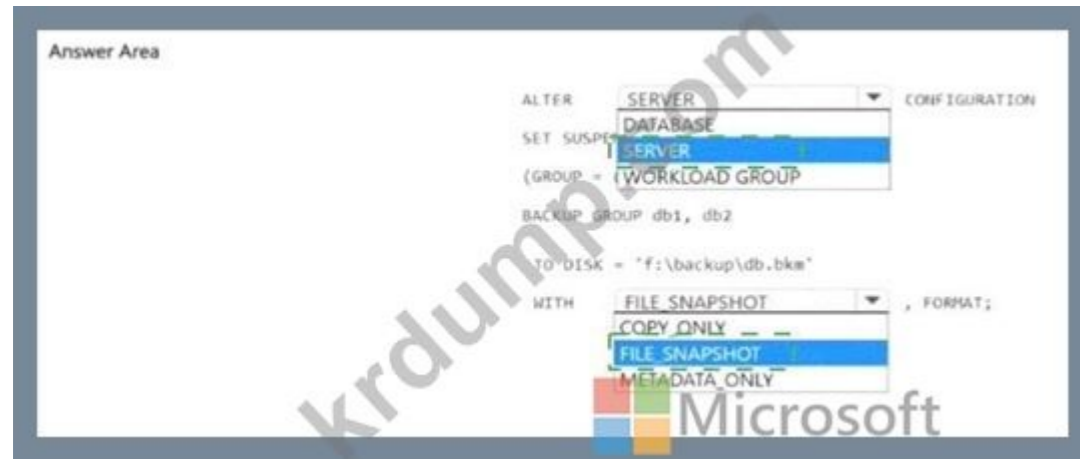 Answer Area
ALTER SERVER CONFIGURATION
DATABASE
SET SUSPE
SERVER
(GROUP = (WORKLOAD GROUP
BACKUP GROUP db1, db2
TO DISK = 'f:\backup\db.bkm'
WITH FILE_SNAPSHOT , FORMAT;
COPY_ONLY
FILE_SNAPSHOT
METADATA_ONLY
Microsoft
krdump.com